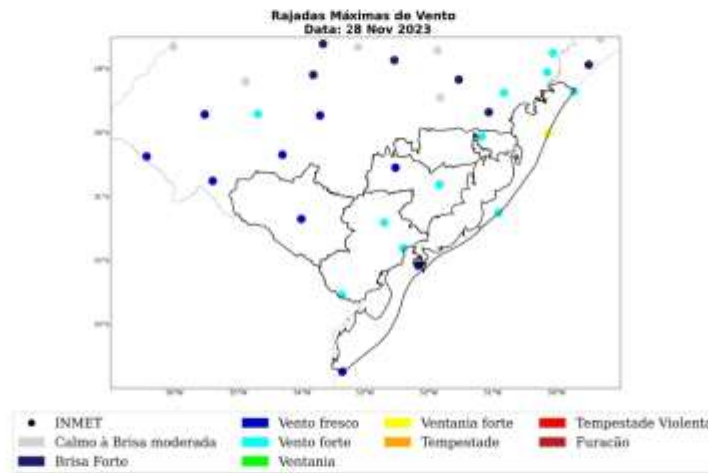 Rajadas Máximas de Vento
Data: 28 Nov 2023
INMET
Calmo à Brisa moderada
Brisa Forte
Vento fresco
Vento forte
Ventania
Ventania forte
Tempestade
Tempestade Violenta
Furacão